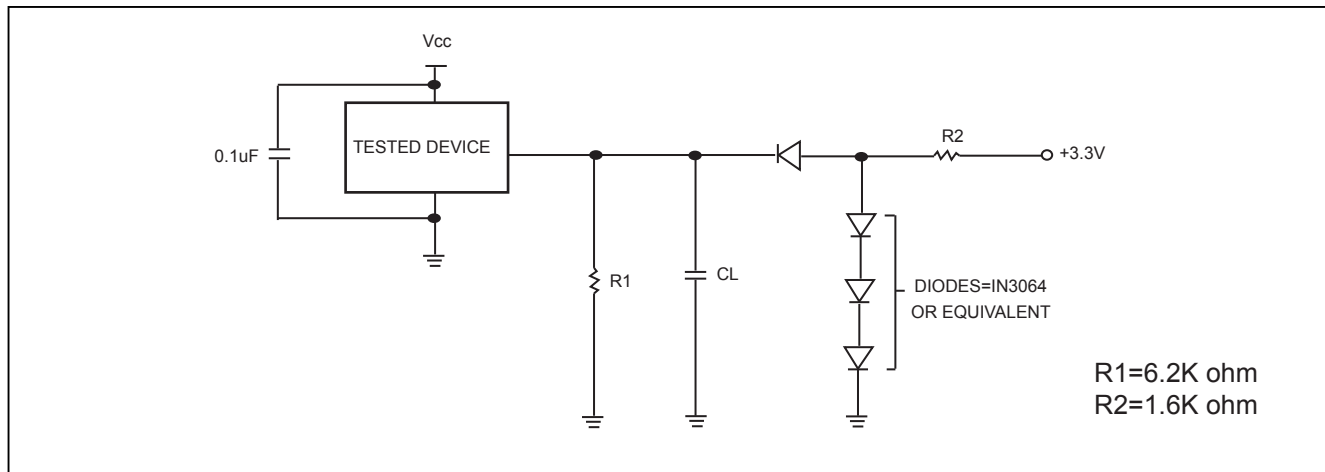 Vcc
0.1uF
TESTED DEVICE
R2
+3.3V
R1
CL
DIODES=IN3064
OR EQUIVALENT
R1=6.2K ohm
R2=1.6K ohm